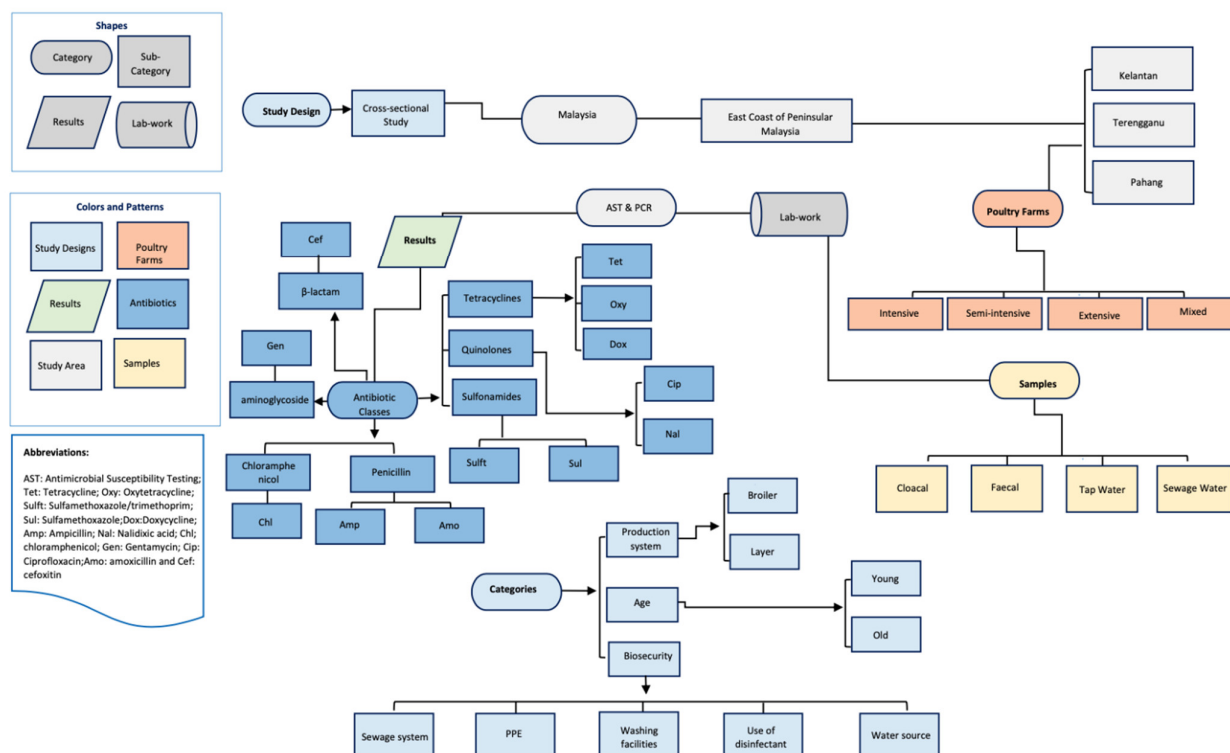 Shapes
Category
Sub-
Category
Results
Lab-work
Colors and Patterns
Study Designs
Poultry
Farms
Results
Antibiotics
Study Area
Samples
Abbreviations:
AST: Antimicrobial Susceptibility Testing;
Tet: Tetracycline; Oxy: Oxytetracycline;
Sulft: Sulfamethoxazole/trimethoprim;
Sul: Sulfamethoxazole;Dox:Doxycycline;
Amp: Ampicillin; Nal: Nalidixic acid; Chl;
chloramphenicol; Gen: Gentamycin; Cip:
Ciprofloxacin;Amo: amoxicillin and Cef:
cefoxitin
Study Design
Cross-sectional
Study
Malaysia
East Coast of Peninsular
Malaysia
Kelantan
Terengganu
Pahang
Poultry Farms
Intensive
Semi-intensive
Extensive
Mixed
AST & PCR
Lab-work
Results
Samples
Cloacal
Faecal
Tap Water
Sewage Water
Cef
β-lactam
Gen
aminoglycoside
Antibiotic
Classes
Tetracyclines
Tet
Oxy
Dox
Quinolones
Cip
Nal
Sulfonamides
Sulft
Sul
Chloramphe
nicol
Chl
Penicillin
Amp
Amo
Categories
Production
system
Broiler
Layer
Age
Young
Old
Biosecurity
Sewage system
PPE
Washing
facilities
Use of
disinfectant
Water source